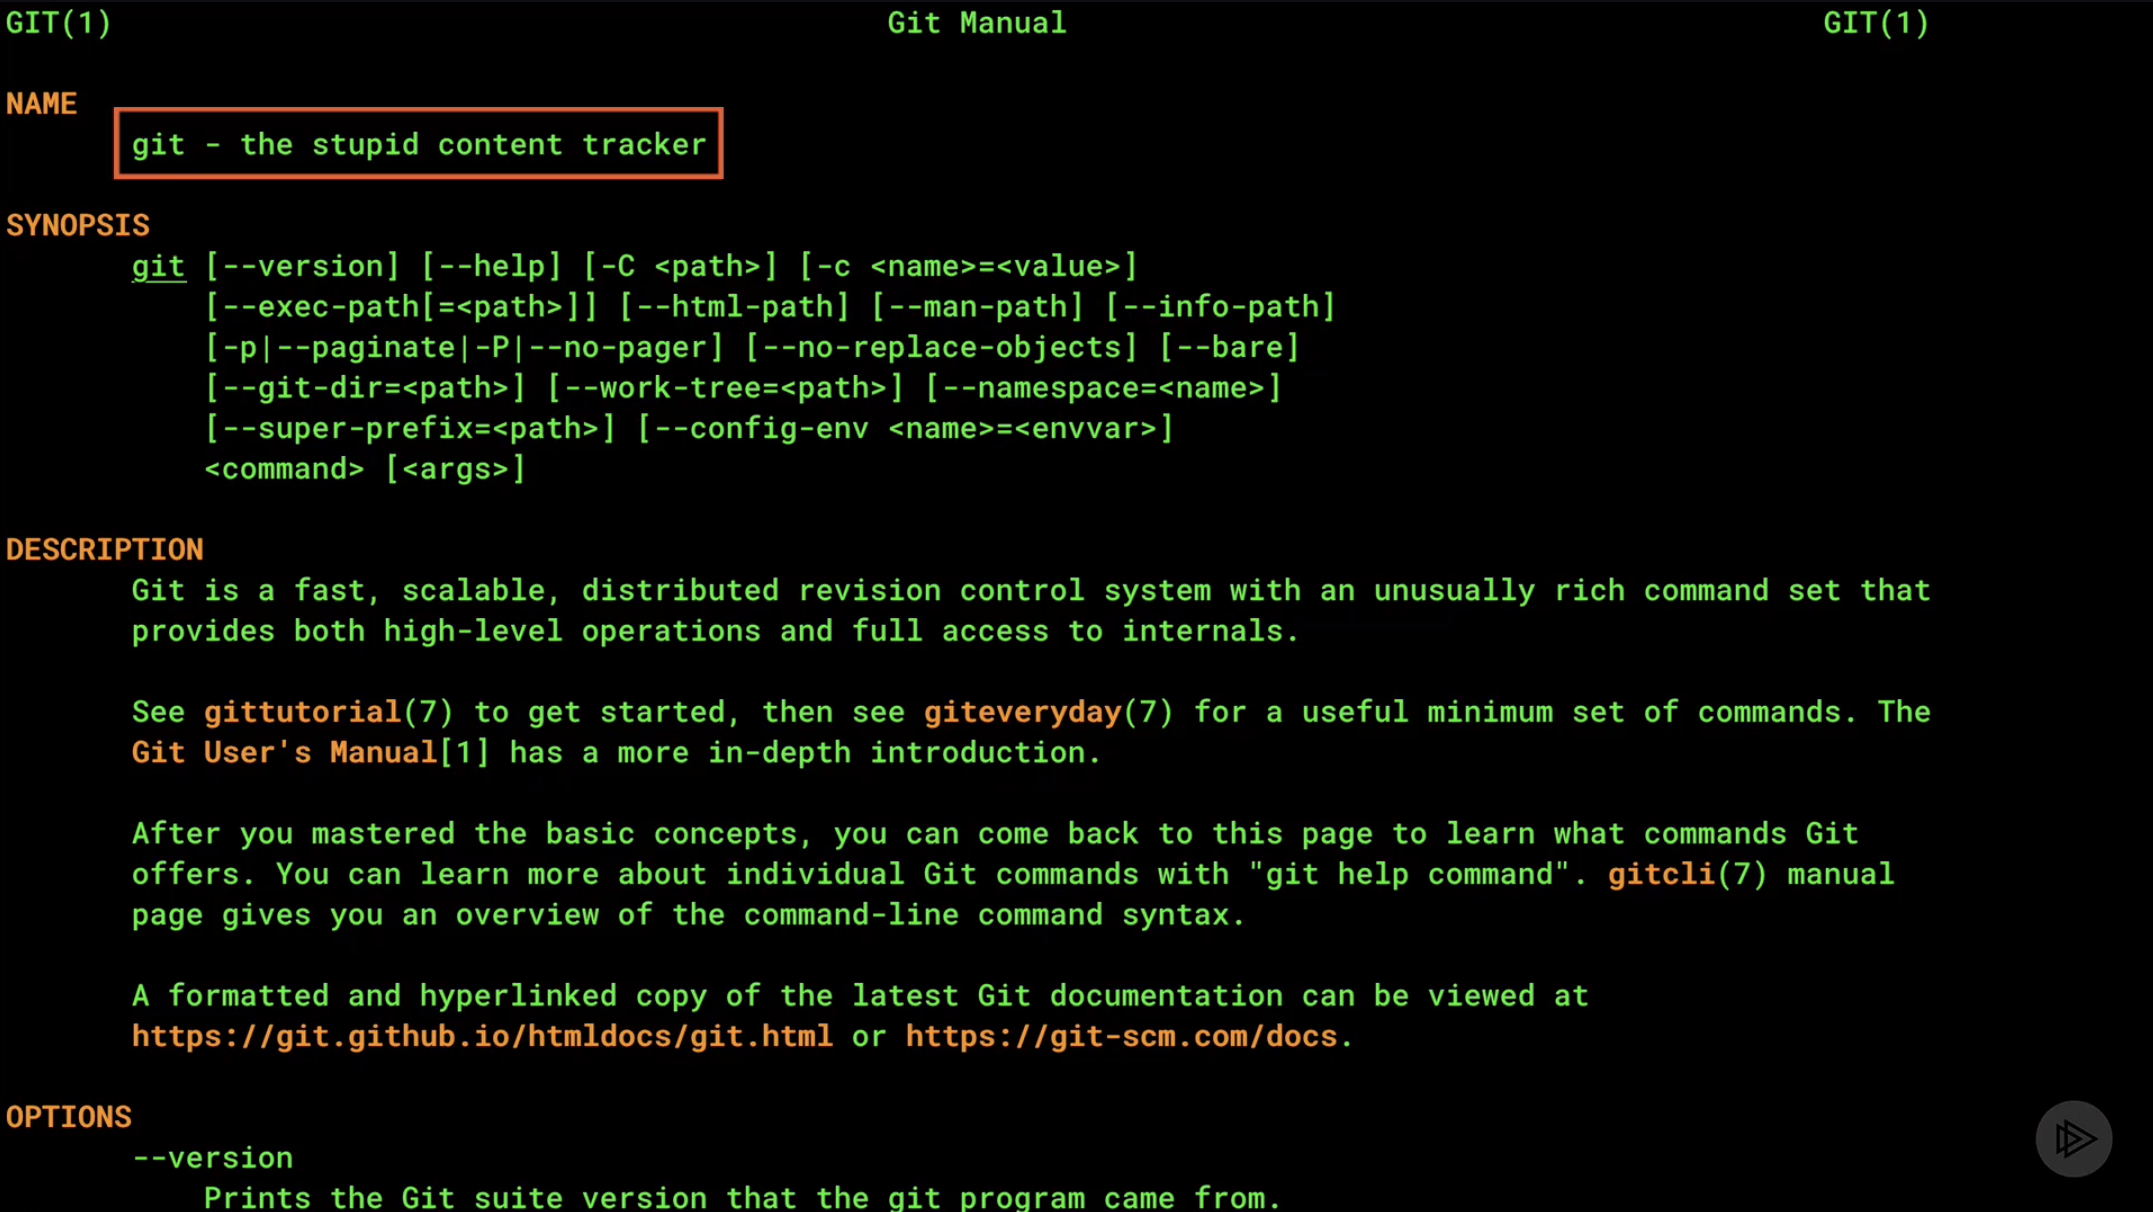 GIT(1) Git Manual GIT(1)
NAME
git - the stupid content tracker
SYNOPSIS
git [--version] [--help] [-C <path>] [-c <name>=<value>]
[--exec-path[=<path>]] [--html-path] [--man-path] [--info-path]
[-p|--paginate|-P|--no-pager] [--no-replace-objects] [--bare]
[--git-dir=<path>] [--work-tree=<path>] [--namespace=<name>]
[--super-prefix=<path>] [--config-env <name>=<envvar>]
<command> [<args>]
DESCRIPTION
Git is a fast, scalable, distributed revision control system with an unusually rich command set that
provides both high-level operations and full access to internals.
See gittutorial(7) to get started, then see giteveryday(7) for a useful minimum set of commands. The
Git User's Manual[1] has a more in-depth introduction.
After you mastered the basic concepts, you can come back to this page to learn what commands Git
offers. You can learn more about individual Git commands with "git help command". gitcli(7) manual
page gives you an overview of the command-line command syntax.
A formatted and hyperlinked copy of the latest Git documentation can be viewed at
https://git.github.io/htmldocs/git.html or https://git-scm.com/docs.
OPTIONS
--version
Prints the Git suite version that the git program came from.